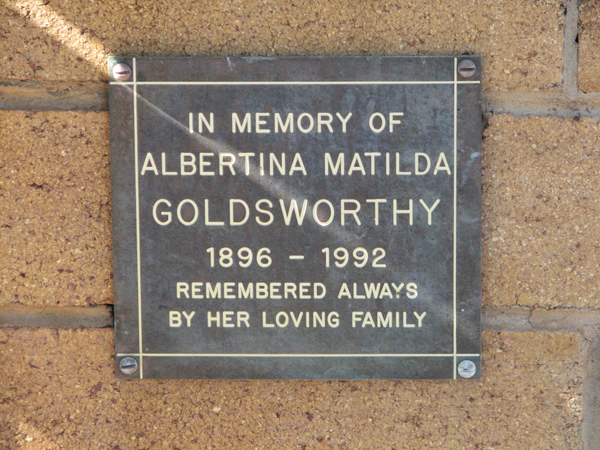 IN MEMORY OF
ALBERTINA MATILDA
GOLDSWORTHY
1896 - 1992
REMEMBERED ALWAYS
BY HER LOVING FAMILY